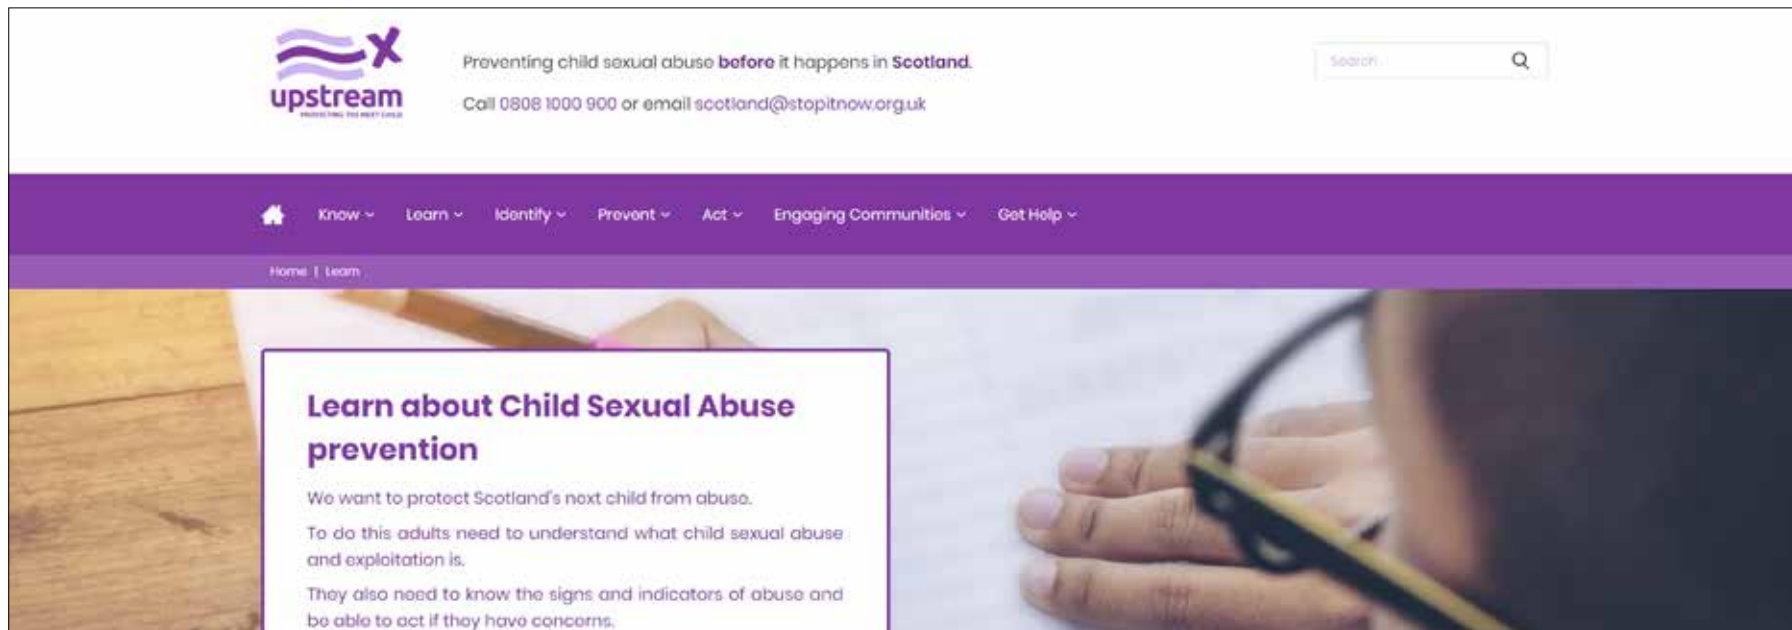 upstream
PROTECTING THE NEXT CHILD
Preventing child sexual abuse before it happens in Scotland.
Call 0808 1000 900 or email scotland@stopitnow.org.uk
Search
Know
Learn
Identify
Prevent
Act
Engaging Communities
Get Help
Home | Learn
Learn about Child Sexual Abuse
prevention
We want to protect Scotland's next child from abuse.
To do this adults need to understand what child sexual abuse
and exploitation is.
They also need to know the signs and indicators of abuse and
be able to act if they have concerns.